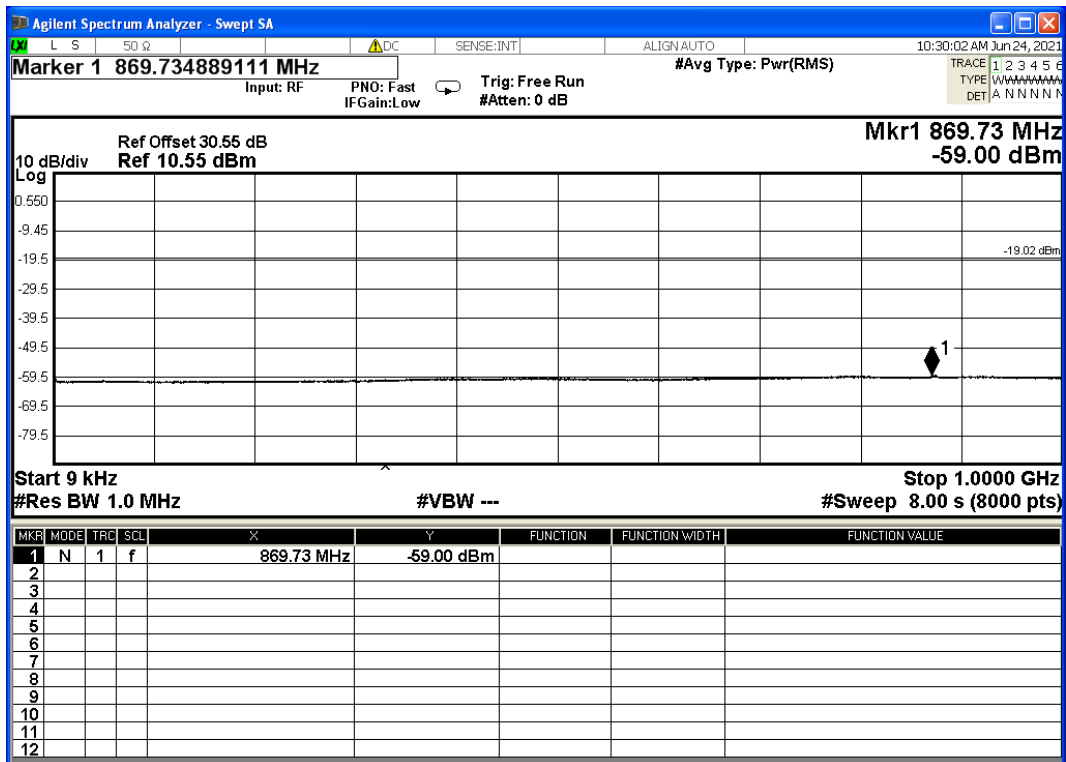 Agilent Spectrum Analyzer - Swept SA
LXI L S 50 Ω DC SENSE:INT ALIGN AUTO 10:30:02 AM Jun 24, 2021
Marker 1 869.734889111 MHz
Input: RF
PNO: Fast
IFGain:Low
Trig: Free Run
#Atten: 0 dB
#Avg Type: Pwr(RMS)
TRACE 1 2 3 4 5 6
TYPE
DET A N N N N N
Mkr1 869.73 MHz
-59.00 dBm
Ref Offset 30.55 dB
10 dB/div Ref 10.55 dBm
Log
0.550
-9.45
-19.02 dBm
-19.5
-29.5
-39.5
-49.5
1
-59.5
-69.5
-79.5
Start 9 kHz Stop 1.0000 GHz
#Res BW 1.0 MHz #VBW --- #Sweep 8.00 s (8000 pts)
MKR MODE TRC SCL X Y FUNCTION FUNCTION WIDTH FUNCTION VALUE
1 N 1 f 869.73 MHz -59.00 dBm
2
3
4
5
6
7
8
9
10
11
12